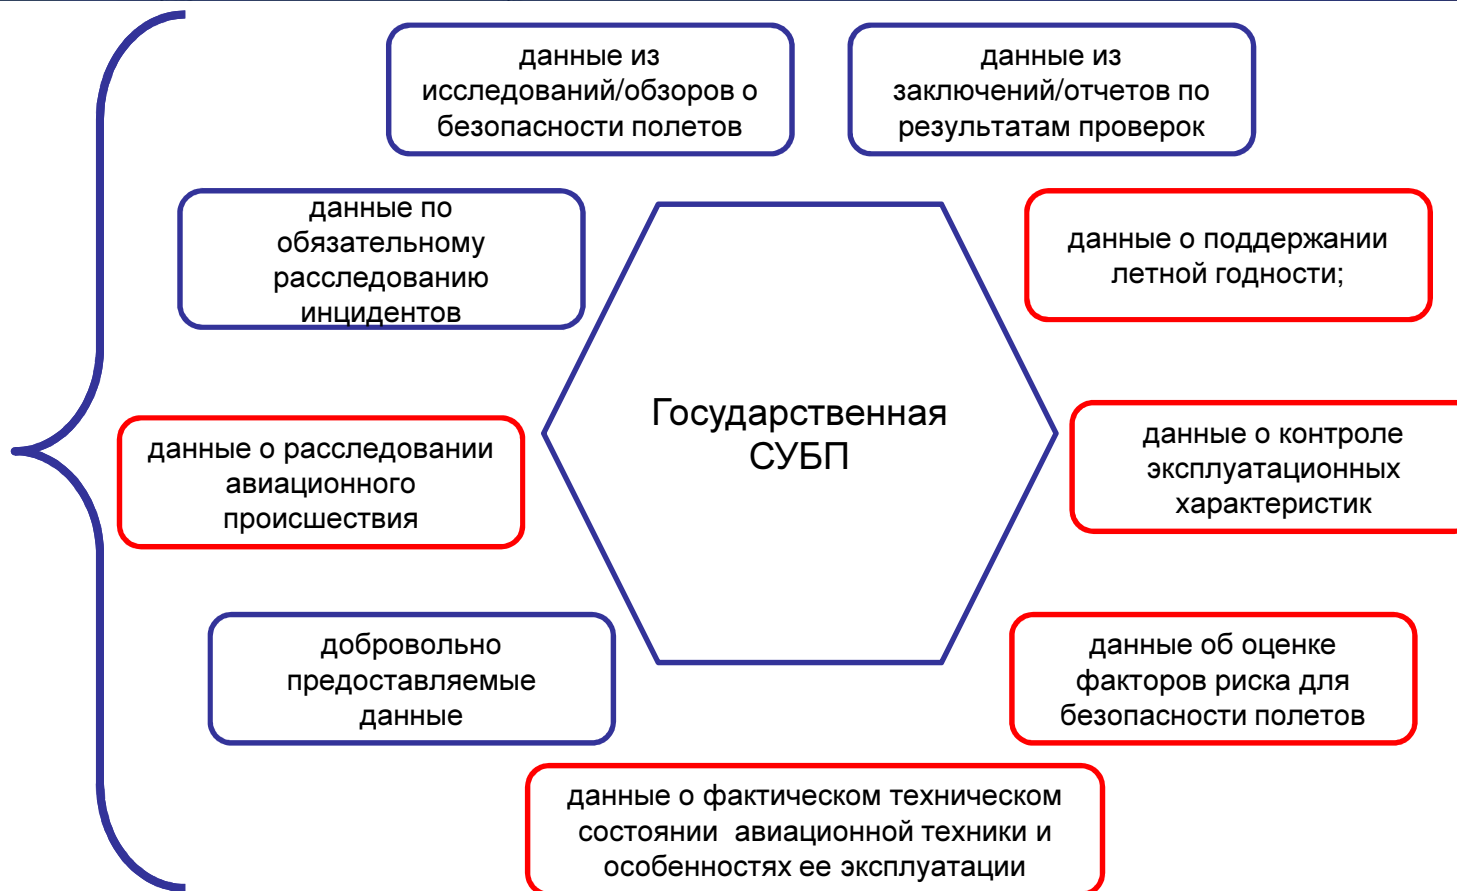 данные из
исследований/обзоров о
безопасности полетов
данные из
заключений/отчетов по
результатам проверок
данные по
обязательному
расследованию
инцидентов
данные о поддержании
летной годности;
Государственная
СУБП
данные о расследовании
авиационного
происшествия
данные о контроле
эксплуатационных
характеристик
добровольно
предоставляемые
данные
данные об оценке
факторов риска для
безопасности полетов
данные о фактическом техническом
состоянии  авиационной техники и
особенностях ее эксплуатации